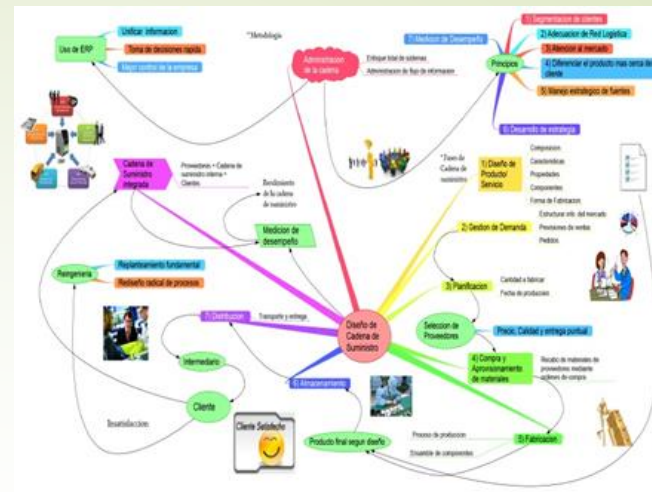 Uso de ERP
Unificar informacion
Toma de decisiones rapida
Mayor control de la empresa
*Metodologia
Administracion
de la cadena
Enfoque total de sistemas
Administracion de flujo de informacion
7) Medicion de Desempeño
Principios
1) Segmentacion de clientes
2) Adecuacion de Red Logistica
3) Atencion al mercado
4) Diferenciar el producto mas cerca del
cliente
5) Manejo estrategico de fuentes
6) Desarrollo de estrategia
Cadena de
Suministro
integrada
Proveedores + Cadena de
suministro interna +
Clientes
Rendimiento
de la cadena
de suministro
Medicion de
desempeño
*Fases de
Cadena de
suministro
1) Diseño de
Producto/
Servicio
Composicion
Caracteristicas
Propiedades
Componentes
Forma de Fabricacion
2) Gestion de Demanda
Estructurar info. del mercado
Previsiones de ventas
Pedidos
3) Planificacion
Cantidad a fabricar
Fecha de produccion
Reingenieria
Replanteamiento fundamental
Rediseño radical de procesos
7) Distribucion
Transporte y entrega
Diseño de
Cadena de
Suministro
Seleccion de
Proveedores
Precio, Calidad y entrega puntual
4) Compra y
Aprovisionamiento
de materiales
Recabo de materiales de
proveedores mediante
ordenes de compra
Intermediario
6) Almacenamiento
Cliente
Insatisfaccion
Cliente Satisfecho
Producto final segun diseño
Proceso de produccion
Ensamble de componentes
5) Fabricacion